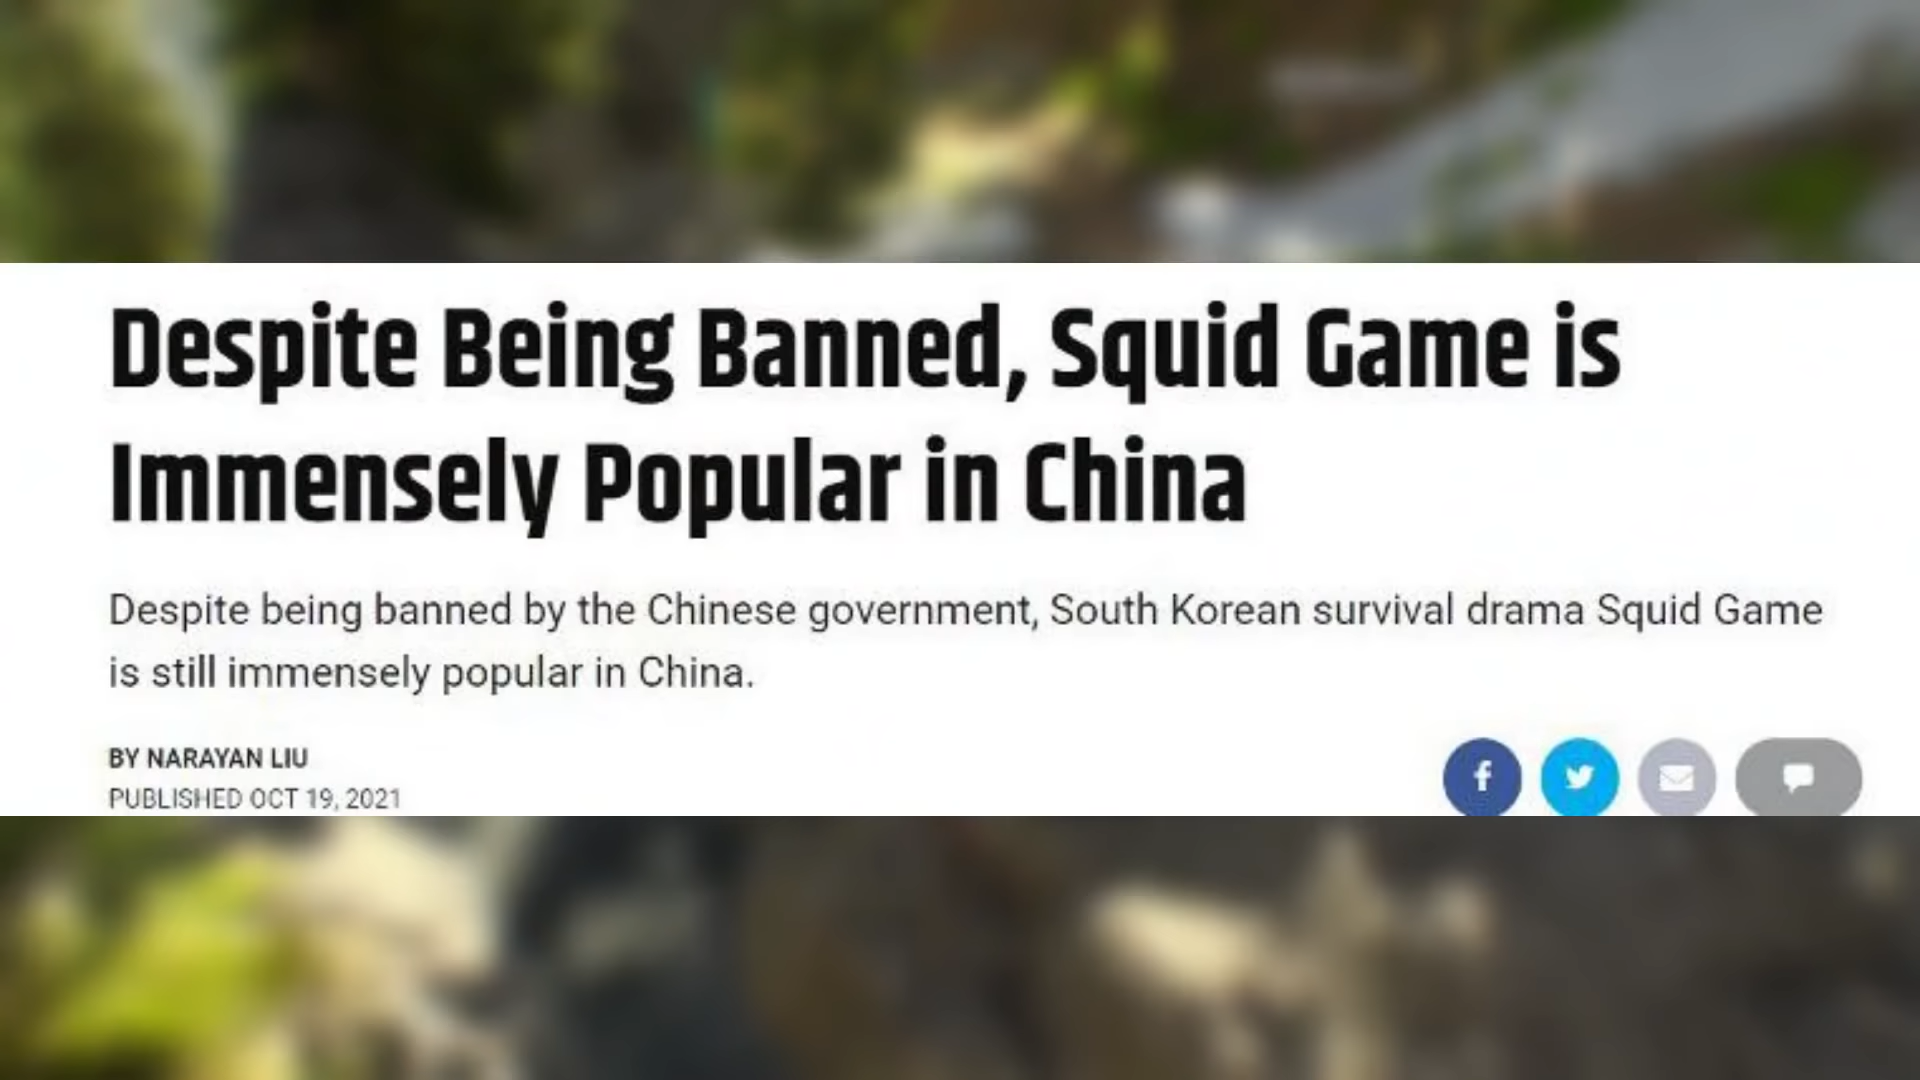 Despite Being Banned, Squid Game is
Immensely Popular in China
Despite being banned by the Chinese government, South Korean survival drama Squid Game
is still immensely popular in China.
BY NARAYAN LIU
PUBLISHED OCT 19, 2021